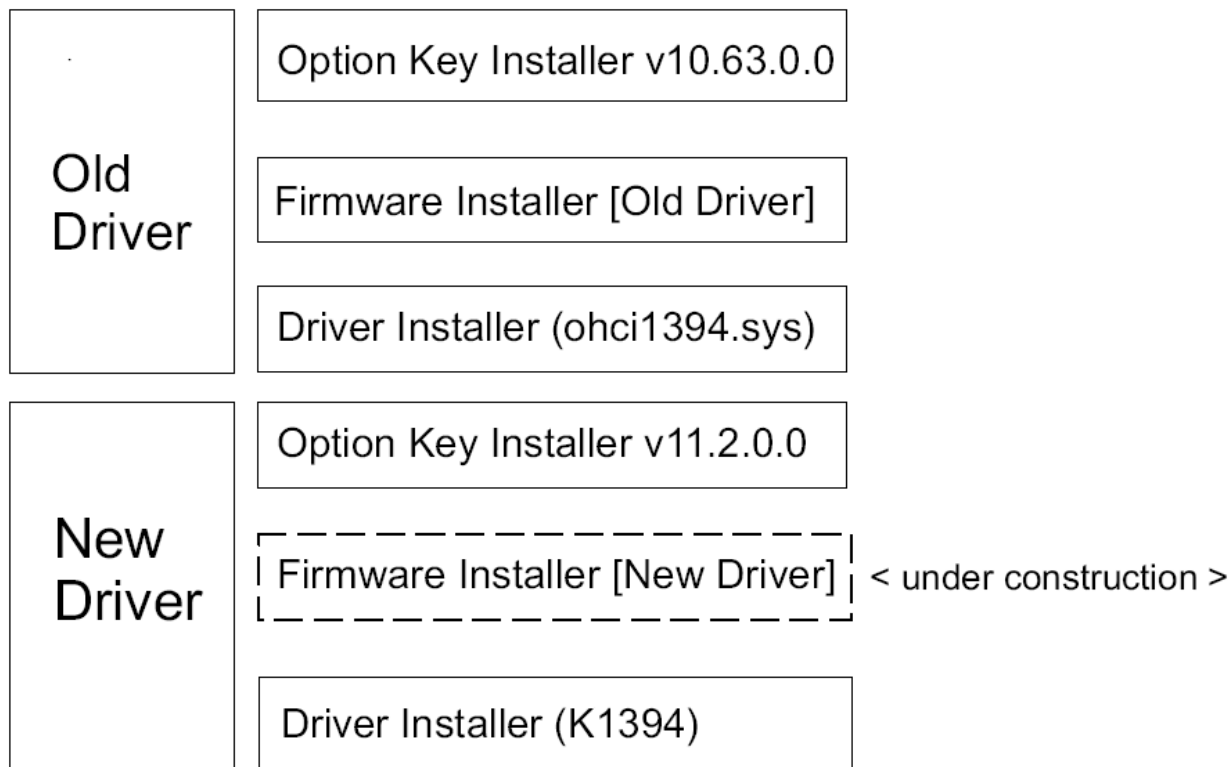 Old
Driver
Option Key Installer v10.63.0.0
Firmware Installer [Old Driver]
Driver Installer (ohci1394.sys)
New
Driver
Option Key Installer v11.2.0.0
Firmware Installer [New Driver] < under construction >
Driver Installer (K1394)